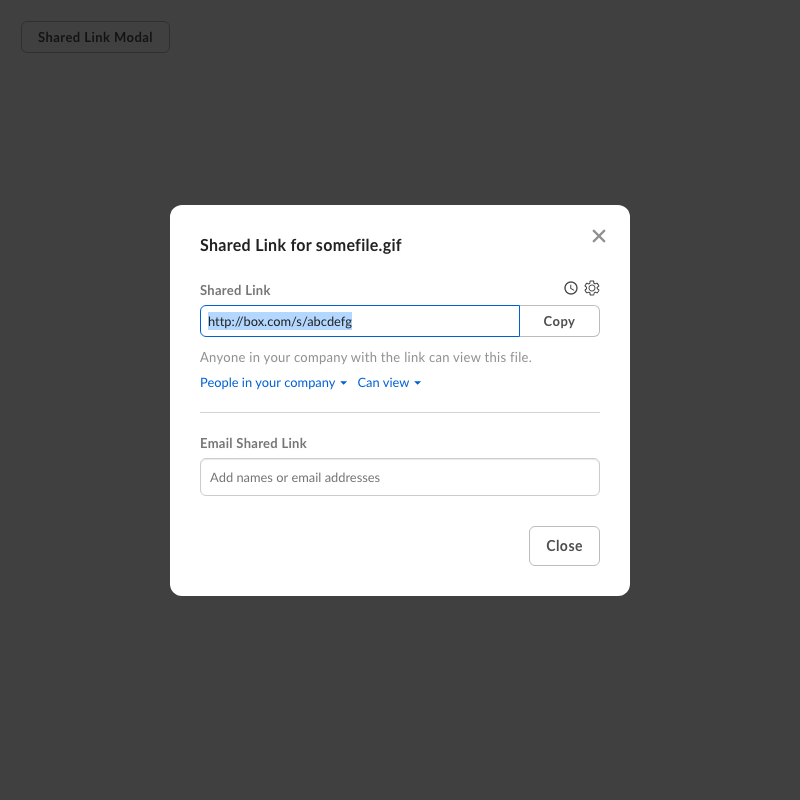 Shared Link Modal
Shared Link for somefile.gif
Shared Link
http://box.com/s/abcdefg
Copy
Anyone in your company with the link can view this file.
People in your company Can view
Email Shared Link
Add names or email addresses
Close